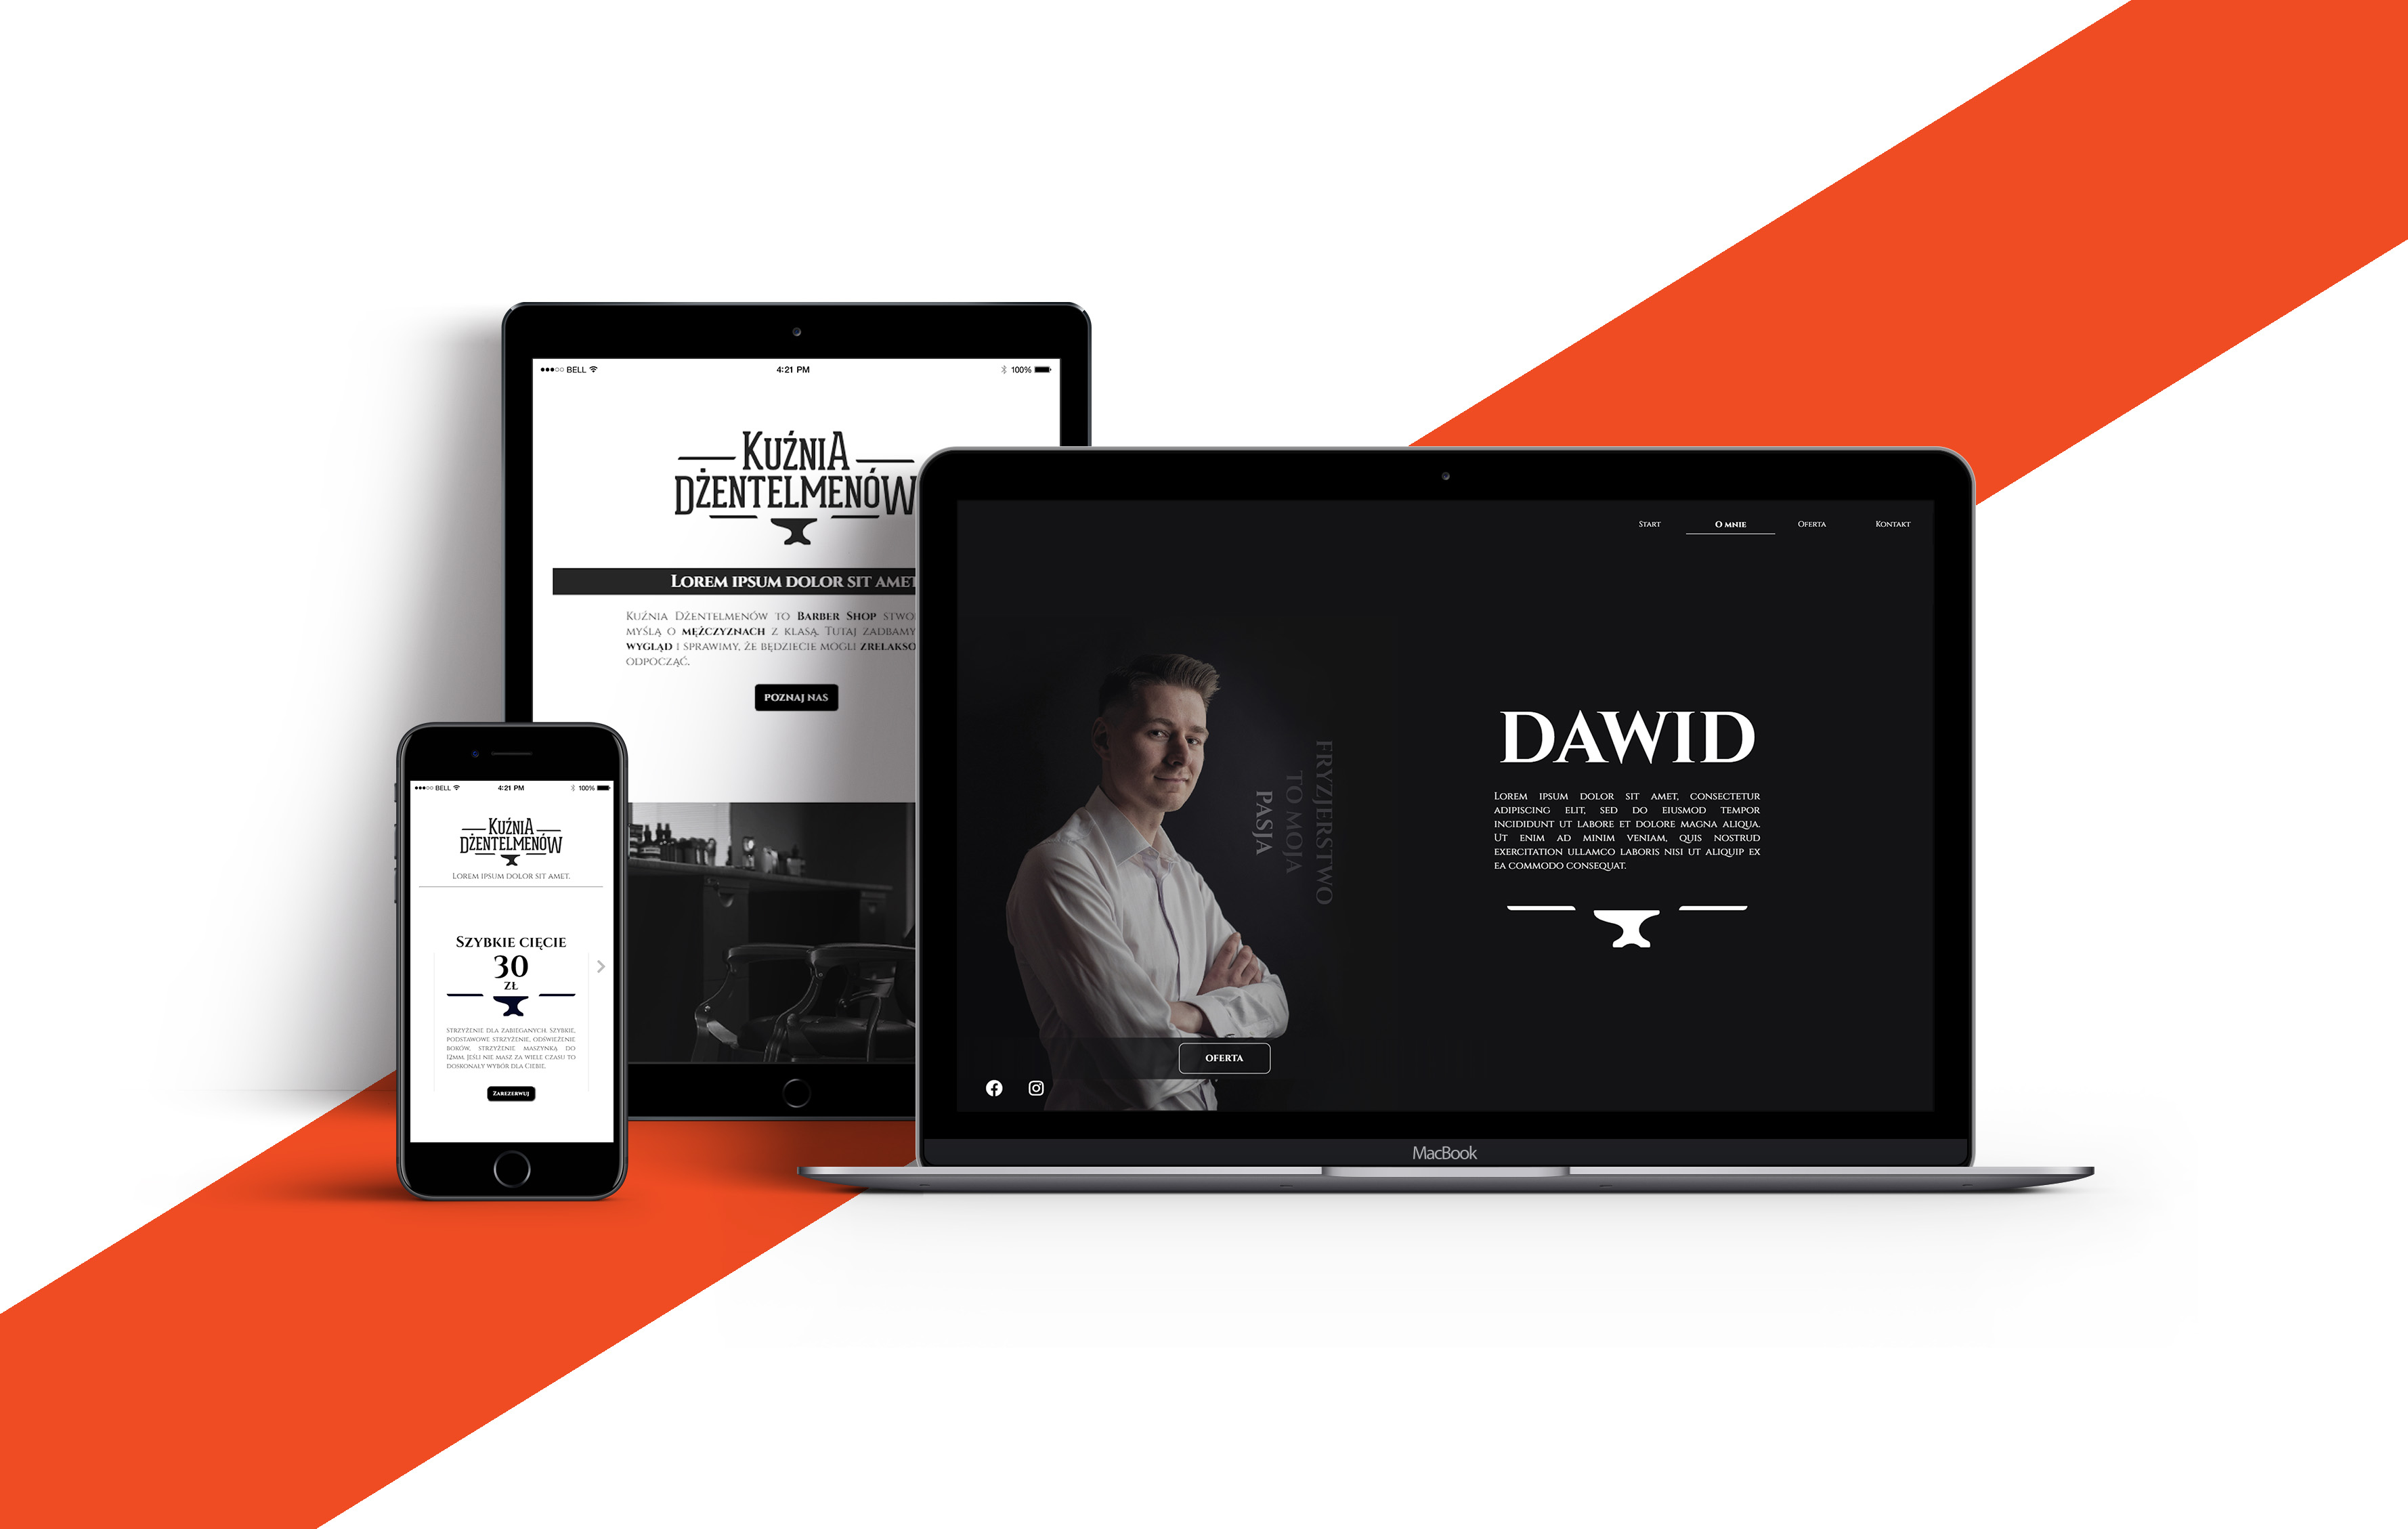 ●●●○○ BELL 4:21 PM 100%
KUŹNIA
DŻENTELMENÓW
Lorem ipsum dolor sit amet
Kuźnia Dżentelmenów to Barber Shop stwo
myślą o mężczyznach z klasą. Tutaj zadbamy
wygląd i sprawimy, że będziecie mogli zrelakso
odpocząć.
POZNAJ NAS
●●●○○ BELL 4:21 PM 100%
KUŹNIA
DŻENTELMENÓW
Lorem ipsum dolor sit amet.
Szybkie cięcie
30
zł
Strzyżenie dla zabieganych. Szybkie,
podstawowe, strzyżenie, odświeżenie
boków, strzyżenie maszynką do
12mm. Jeśli nie masz za wiele czasu to
doskonały wybór dla Ciebie.
Zarezerwuj
Start O mnie Oferta Kontakt
FRYZJERSTWO
TO MOJA
PASJA
DAWID
Lorem ipsum dolor sit amet, consectetur
adipiscing elit, sed do eiusmod tempor
incididunt ut labore et dolore magna aliqua.
Ut enim ad minim veniam, quis nostrud
exercitation ullamco laboris nisi ut aliquip ex
ea commodo consequat.
OFERTA
MacBook